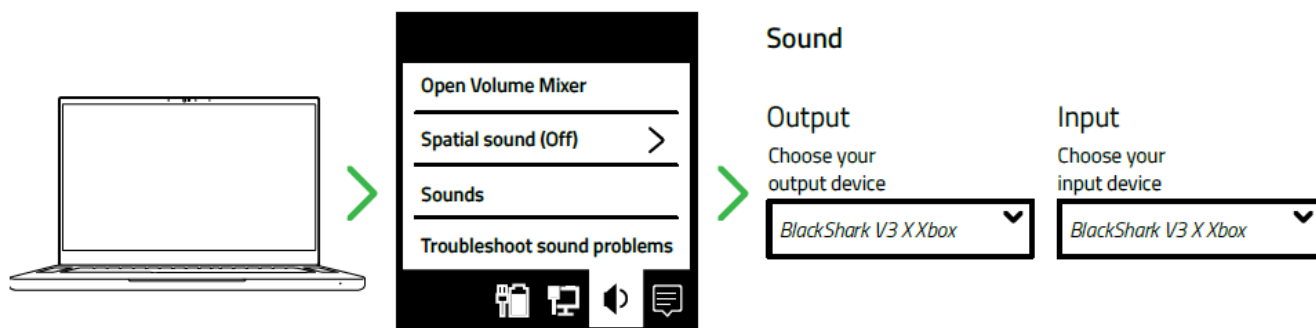 Open Volume Mixer
Spatial sound (Off)
Sounds
Troubleshoot sound problems
Sound
Output
Choose your
output device
BlackShark V3 X Xbox
Input
Choose your
input device
BlackShark V3 X Xbox